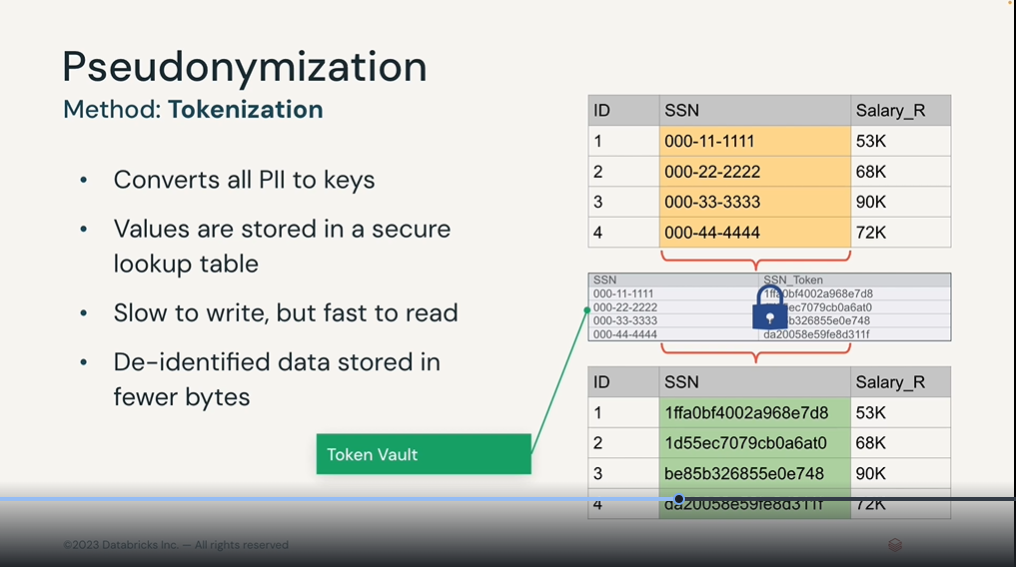 Pseudonymization
Method: Tokenization
• Converts all PII to keys
• Values are stored in a secure
lookup table
• Slow to write, but fast to read
• De-identified data stored in
fewer bytes
Token Vault
ID SSN Salary_R
1 000-11-1111 53K
2 000-22-2222 68K
3 000-33-3333 90K
4 000-44-4444 72K
SSN SSN_Token
000-11-1111 1ffa0bf4002a968e7d8
000-22-2222
000-33-3333
000-44-4444 da20058e59fe8d311f
ID SSN Salary_R
1 1ffa0bf4002a968e7d8 53K
2 1d55ec7079cb0a6at0 68K
3 be85b326855e0e748 90K
4 da20058e59fe8d311f 72K
©2023 Databricks Inc. — All rights reserved